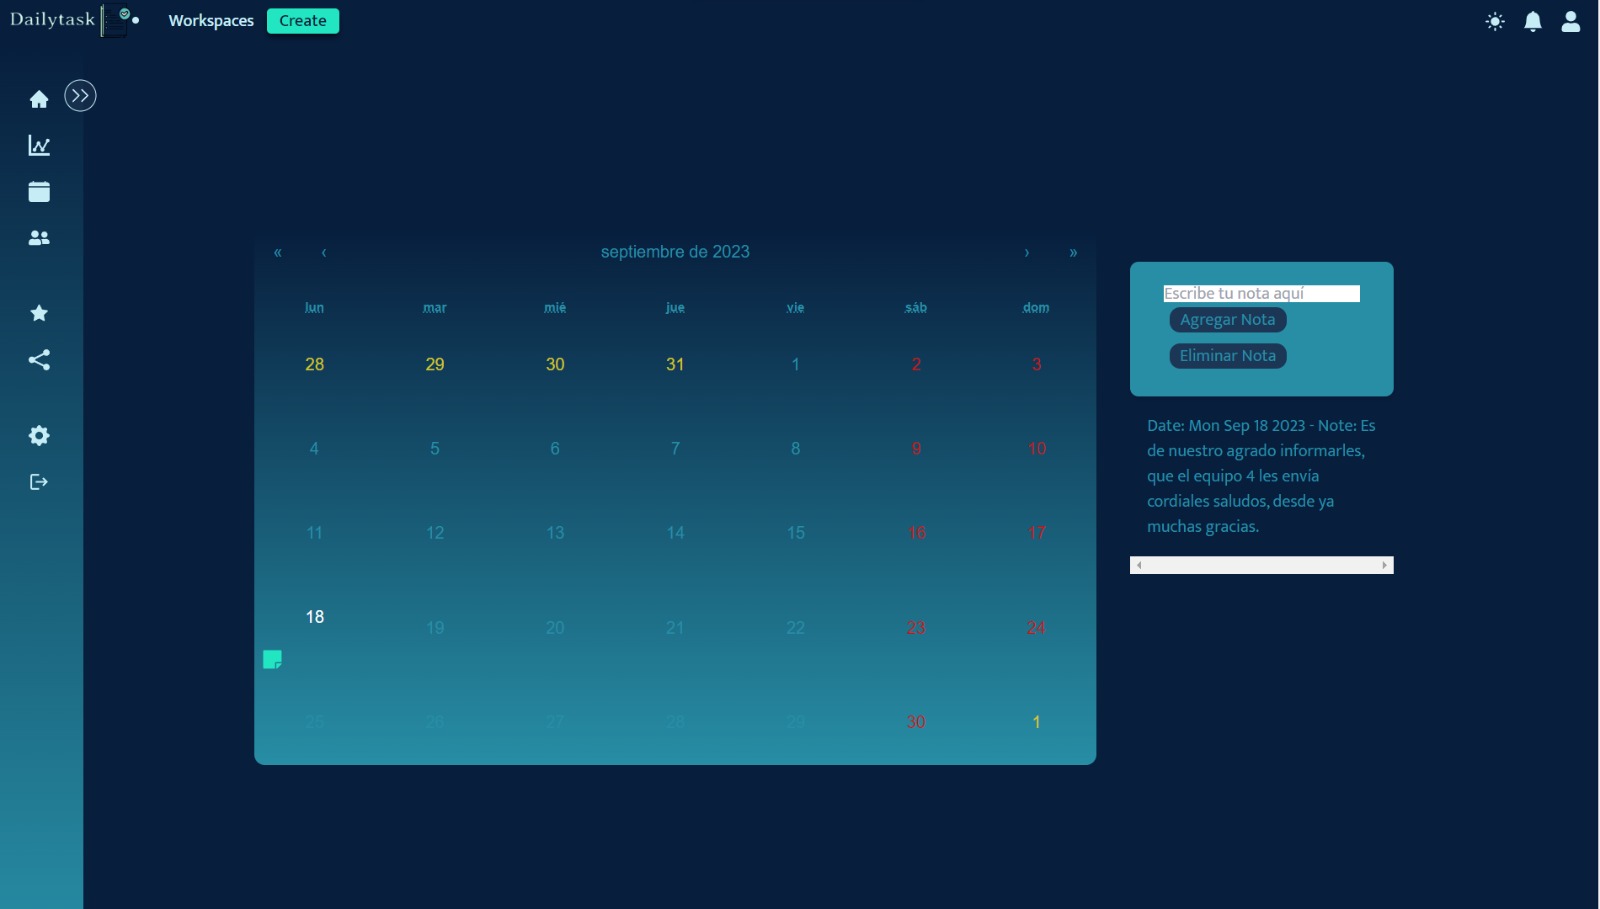 Dailytask
Workspaces Create
« ‹ septiembre de 2023 › »
lun mar mié jue vie sáb dom
28 29 30 31 1 2 3
4 5 6 7 8 9 10
11 12 13 14 15 16 17
18 19 20 21 22 23 24
25 26 27 28 29 30 1
Escribe tu nota aquí
Agregar Nota
Eliminar Nota
Date: Mon Sep 18 2023 - Note: Es
de nuestro agrado informarles,
que el equipo 4 les envía
cordiales saludos, desde ya
muchas gracias.